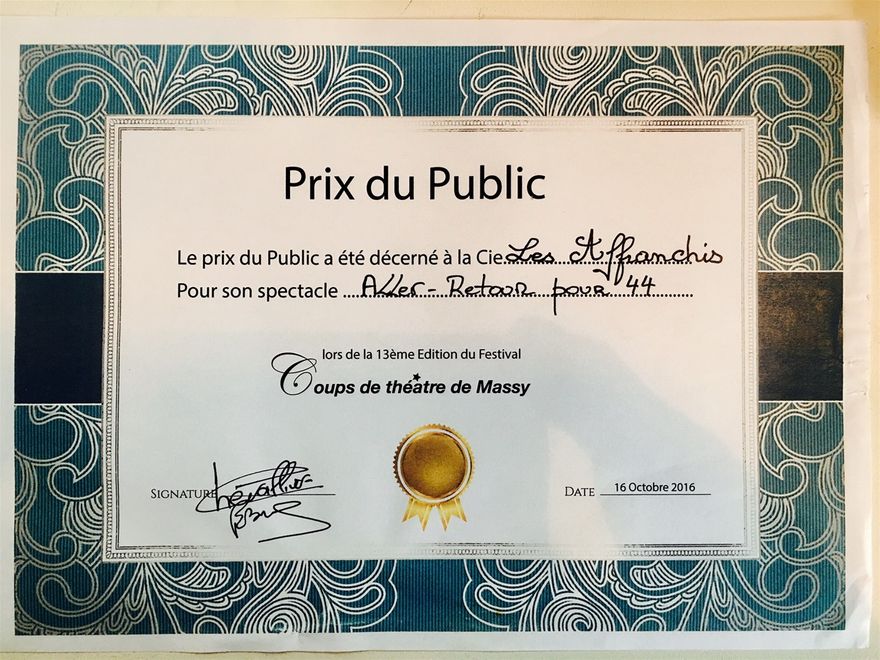 Prix du Public
Le prix du Public a été décerné à la Cie Les Affranchis
Pour son spectacle ... Aller-Retour pour 44 ...
lors de la 13ème Edition du Festival
Coups de théatre de Massy
SIGNATURE
DATE 16 Octobre 2016